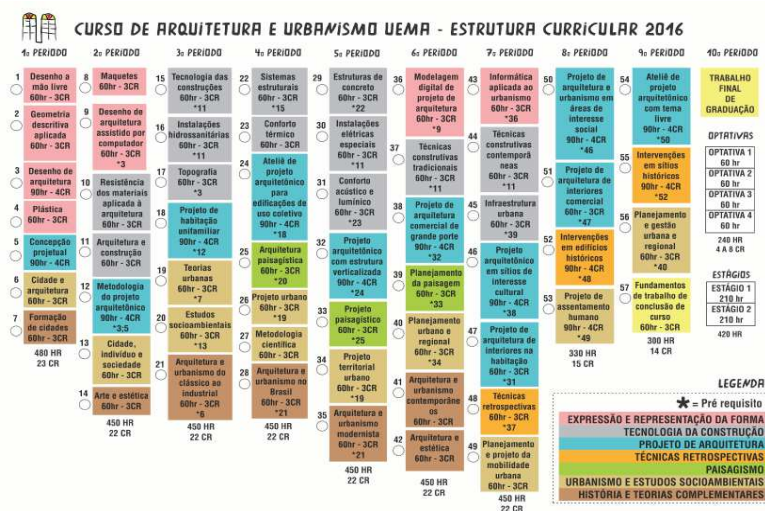 CURSO DE ARQUITETURA E URBANISMO UEMA - ESTRUTURA CURRICULAR 2016
1º PERÍODO
1
Desenho a
mão livre
60hr - 3CR
2
Geometria
descritiva
aplicada
60hr - 3CR
3
Desenho de
arquitetura
90hr - 4CR
4
Plástica
60hr - 3CR
5
Concepção
projetual
90hr - 4CR
6
Cidade e
arquitetura
60hr - 3CR
7
Formação
de cidades
60hr - 3CR
480 HR
23 CR
2º PERÍODO
8
Maquetes
60hr - 3CR
9
Desenho de
arquitetura
assistido por
computador
60hr - 3CR
*3
10
Resistência
dos materiais
aplicada à
arquitetura
60hr - 3CR
11
Arquitetura e
construção
60hr - 3CR
12
Metodologia
do projeto
arquitetônico
90hr - 4CR
*3;5
13
Cidade,
indivíduo e
sociedade
60hr - 3CR
14
Arte e estética
60hr - 3CR
450 HR
22 CR
3º PERÍODO
15
Tecnologia das
construções
60hr - 3CR
*11
16
Instalações
hidrossanitárias
60hr - 3CR
*11
17
Topografia
60hr - 3CR
*3
18
Projeto de
habitação
unifamiliar
90hr - 4CR
*12
19
Teorias
urbanas
60hr - 3CR
*7
20
Estudos
socioambientais
60hr - 3CR
*13
21
Arquitetura e
urbanismo do
clássico ao
industrial
60hr - 3CR
*6
450 HR
22 CR
4º PERÍODO
22
Sistemas
estruturais
60hr - 3CR
*15
23
Conforto
térmico
60hr - 3CR
24
Ateliê de
projeto
arquitetônico
para
edificações de
uso coletivo
90hr - 4CR
*18
25
Arquitetura
paisagística
60hr - 3CR
*20
26
Projeto urbano
60hr - 3CR
*19
27
Metodologia
científica
60hr - 3CR
28
Arquitetura e
urbanismo no
Brasil
60hr - 3CR
*21
450 HR
22 CR
5º PERÍODO
29
Estruturas de
concreto
60hr - 3CR
*22
30
Instalações
elétricas
especiais
60hr - 3CR
*11
31
Conforto
acústico e
lumínico
60hr - 3CR
*23
32
Projeto
arquitetônico
com estrutura
verticalizada
90hr - 4CR
*24
33
Projeto
paisagístico
60hr - 3CR
*25
34
Projeto
territorial
urbano
60hr - 3CR
*19
35
Arquitetura e
urbanismo
modernista
60hr - 3CR
*21
450 HR
22 CR
6º PERÍODO
36
Modelagem
digital de
projeto de
arquitetura
60hr - 3CR
*9
37
Técnicas
construtivas
tradicionais
60hr - 3CR
*11
38
Projeto de
arquitetura
comercial de
grande porte
90hr - 4CR
*32
39
Planejamento
da paisagem
60hr - 3CR
*33
40
Planejamento
urbano e
regional
60hr - 3CR
*34
41
Arquitetura e
urbanismo
contemporâne
os
60hr - 3CR
42
Arquitetura e
estética
60hr - 3CR
450 HR
22 CR
7º PERÍODO
43
Informática
aplicada ao
urbanismo
60hr - 3CR
*36
44
Técnicas
construtivas
contemporâ
neas
60hr - 3CR
*11
45
Infraestrutura
urbana
60hr - 3CR
*39
46
Projeto
arquitetônico
em sítios de
interesse
cultural
90hr - 4CR
*38
47
Projeto de
arquitetura de
interiores na
habitação
60hr - 3CR
*31
48
Técnicas
retrospectivas
60hr - 3CR
*37
49
Planejamento
e projeto da
mobilidade
urbana
60hr - 3CR
450 HR
22 CR
8º PERÍODO
50
Projeto de
arquitetura e
urbanismo em
áreas de
interesse
social
90hr - 4CR
*46
51
Projeto de
arquitetura de
interiores
comercial
60hr - 3CR
*47
52
Intervenções
em edifícios
históricos
90hr - 4CR
*48
53
Projeto de
assentamento
humano
90hr - 4CR
*49
330 HR
15 CR
9º PERÍODO
54
Ateliê de
projeto
arquitetônico
com tema
livre
90hr - 4CR
*50
55
Intervenções
em sítios
históricos
90hr - 4CR
*52
56
Planejamento
e gestão
urbana e
regional
60hr - 3CR
*40
57
Fundamentos
de trabalho de
conclusão de
curso
60hr - 3CR
300 HR
14 CR
10º PERÍODO
TRABALHO
FINAL
DE
GRADUAÇÃO
OPTATIVAS
OPTATIVA 1
60 hr
OPTATIVA 2
60 hr
OPTATIVA 3
60 hr
OPTATIVA 4
60 hr
240 HR
4 A 8 CR
ESTÁGIOS
ESTÁGIO 1
210 hr
ESTÁGIO 2
210 hr
420 HR
LEGENDA
* = Pré requisito
EXPRESSÃO E REPRESENTAÇÃO DA FORMA
TECNOLOGIA DA CONSTRUÇÃO
PROJETO DE ARQUITETURA
TÉCNICAS RETROSPECTIVAS
PAISAGISMO
URBANISMO E ESTUDOS SOCIOAMBIENTAIS
HISTÓRIA E TEORIAS COMPLEMENTARES